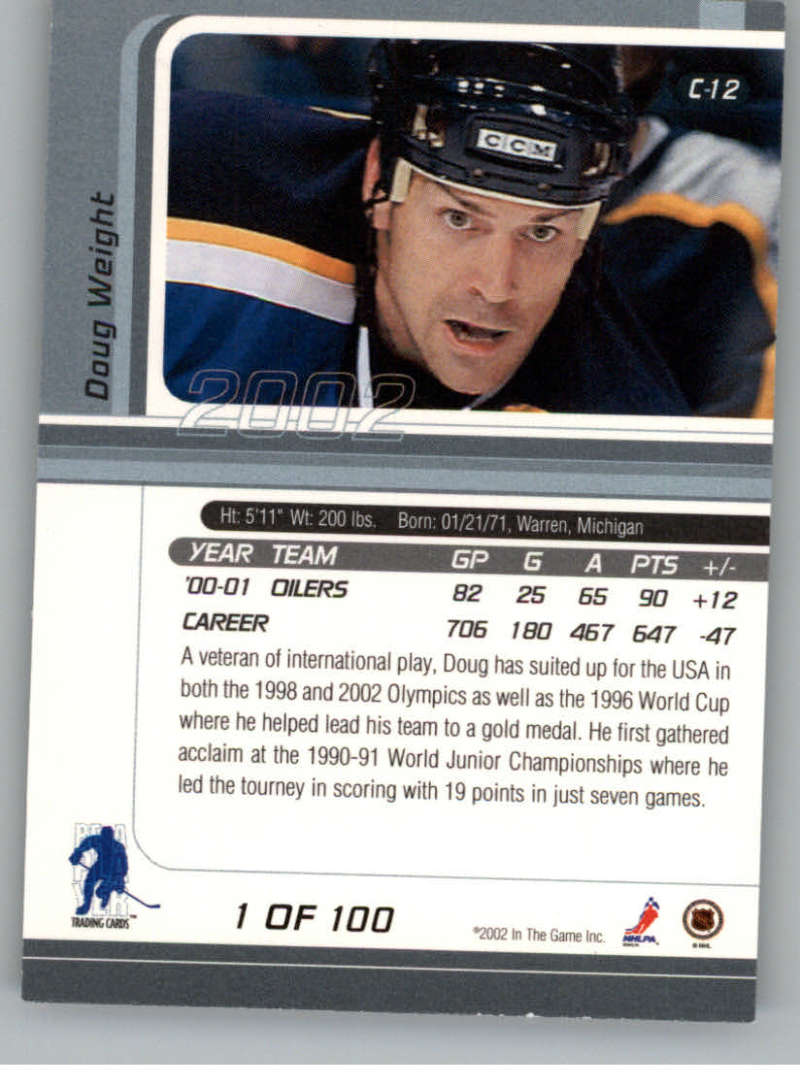 C-12
CCM
Doug Weight
2002
Ht: 5'11" Wt: 200 lbs. Born: 01/21/71, Warren, Michigan
YEAR TEAM GP G A PTS +/-
'00-01 OILERS 82 25 65 90 +12
CAREER 706 180 467 647 -47
A veteran of international play, Doug has suited up for the USA in
both the 1998 and 2002 Olympics as well as the 1996 World Cup
where he helped lead his team to a gold medal. He first gathered
acclaim at the 1990-91 World Junior Championships where he
led the tourney in scoring with 19 points in just seven games.
BE A
PLAYER
TRADING CARDS™
1 OF 100
©2002 In The Game Inc.
NHLPA
© NHL